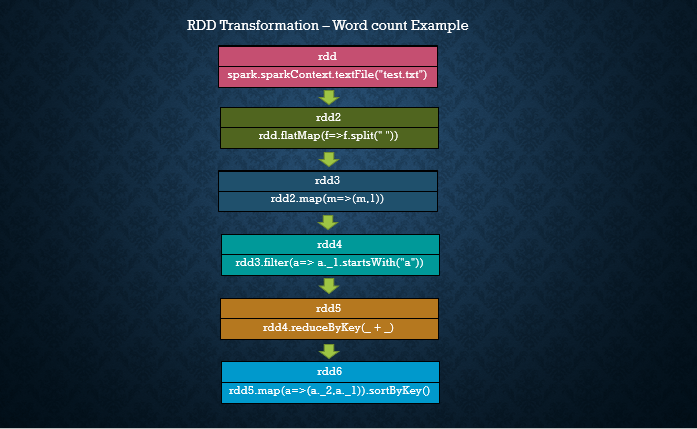 RDD Transformation – Word count Example
rdd
spark.sparkContext.textFile("test.txt")
rdd2
rdd.flatMap(f=>f.split(" "))
rdd3
rdd2.map(m=>(m,1))
rdd4
rdd3.filter(a=> a._1.startsWith("a"))
rdd5
rdd4.reduceByKey(_ + _)
rdd6
rdd5.map(a=>(a._2,a._1)).sortByKey()